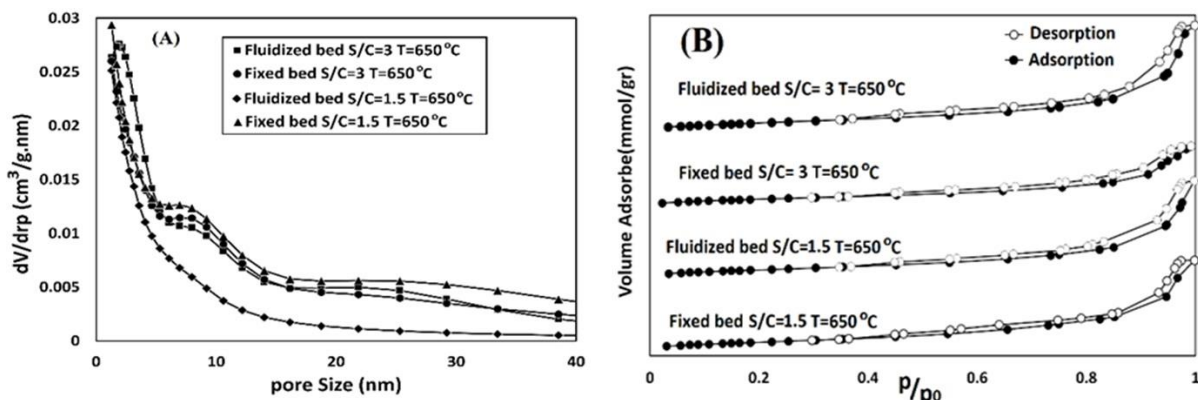 (A)
Fluidized bed S/C=3 T=650°C
Fixed bed S/C=3 T=650°C
Fluidized bed S/C=1.5 T=650°C
Fixed bed S/C=1.5 T=650°C
0.03
0.025
0.02
0.015
0.01
0.005
0
dV/drp (cm³/g.nm)
0 10 20 30 40
pore Size (nm)
(B)
Desorption
Adsorption
Fluidized bed S/C= 3 T=650°C
Fixed bed S/C= 3 T=650°C
Fluidized bed S/C=1.5 T=650°C
Fixed bed S/C=1.5 T=650°C
Volume Adsorbe(mmol/gr)
0 0.2 0.4 0.6 0.8 1
p/p₀